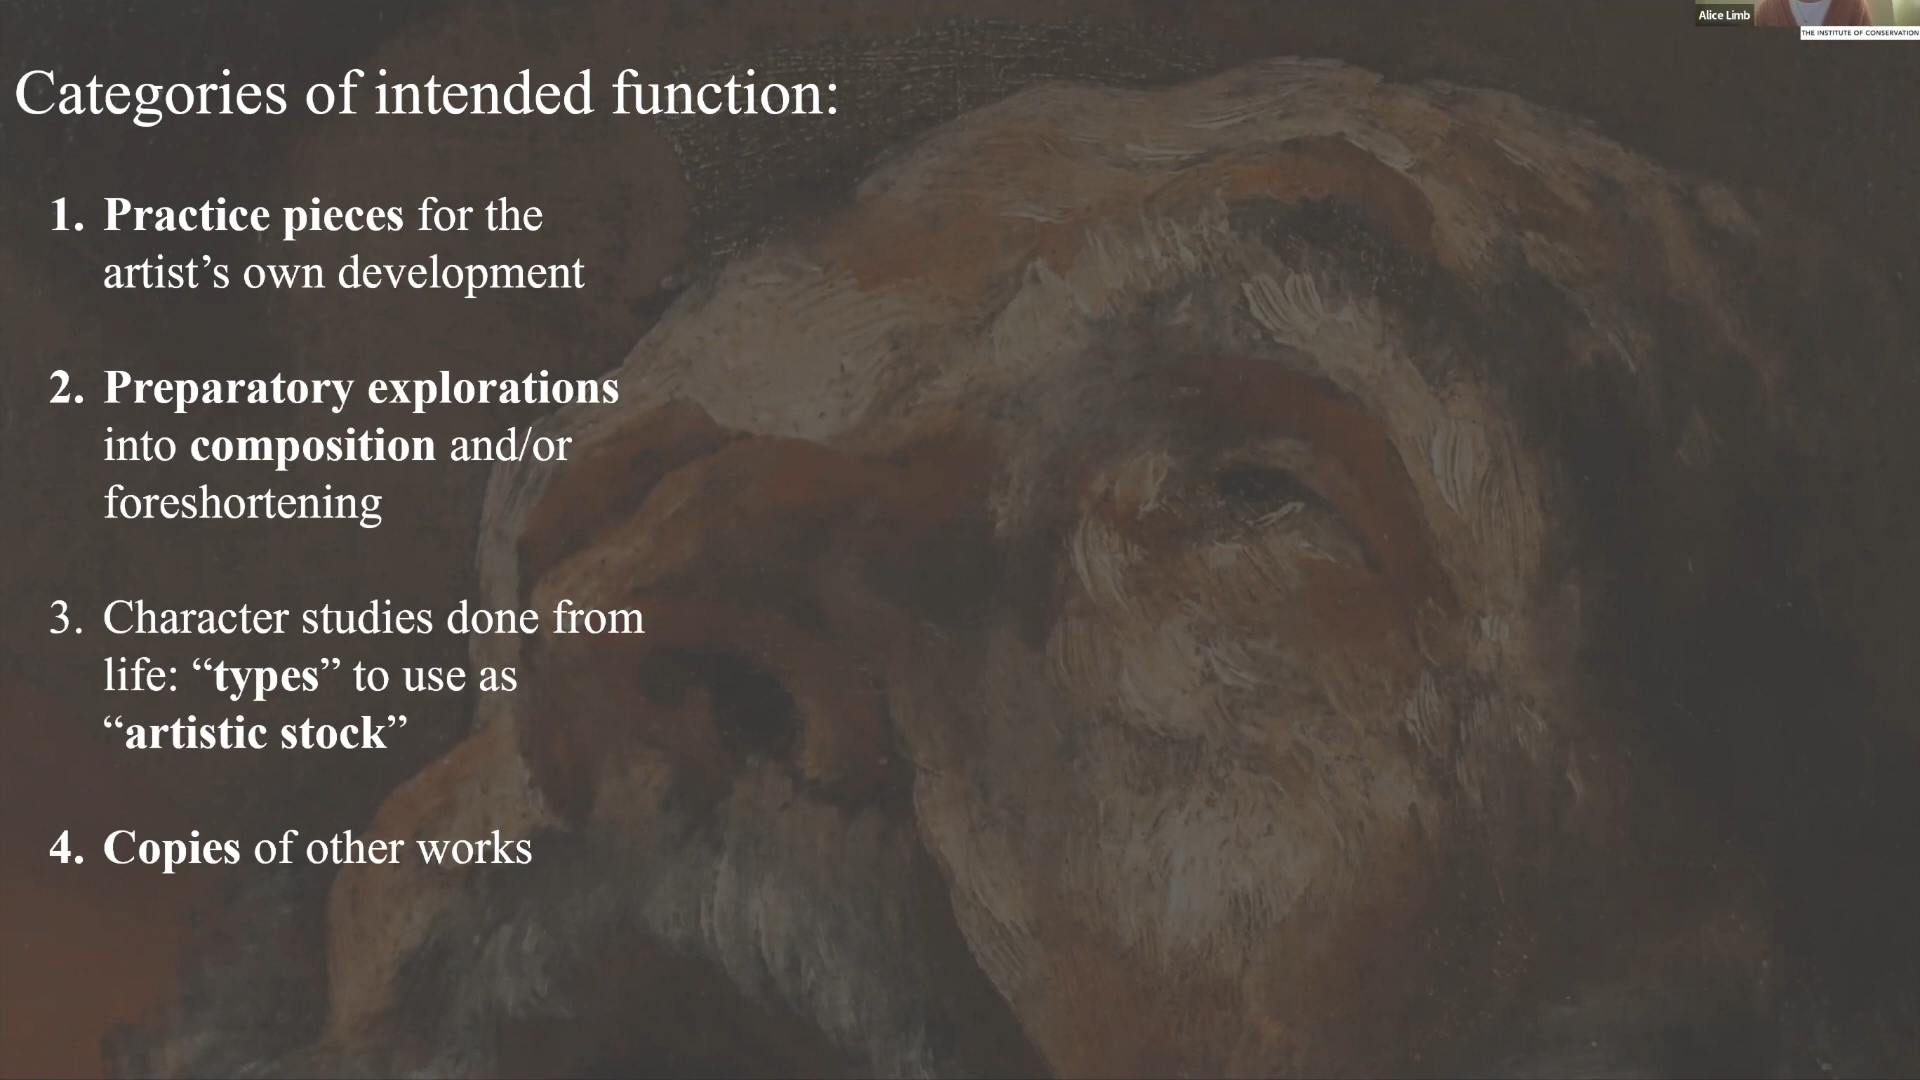 Alice Limb
THE INSTITUTE OF CONSERVATION
Categories of intended function:
1. Practice pieces for the
artist’s own development
2. Preparatory explorations
into composition and/or
foreshortening
3. Character studies done from
life: “types” to use as
“artistic stock”
4. Copies of other works